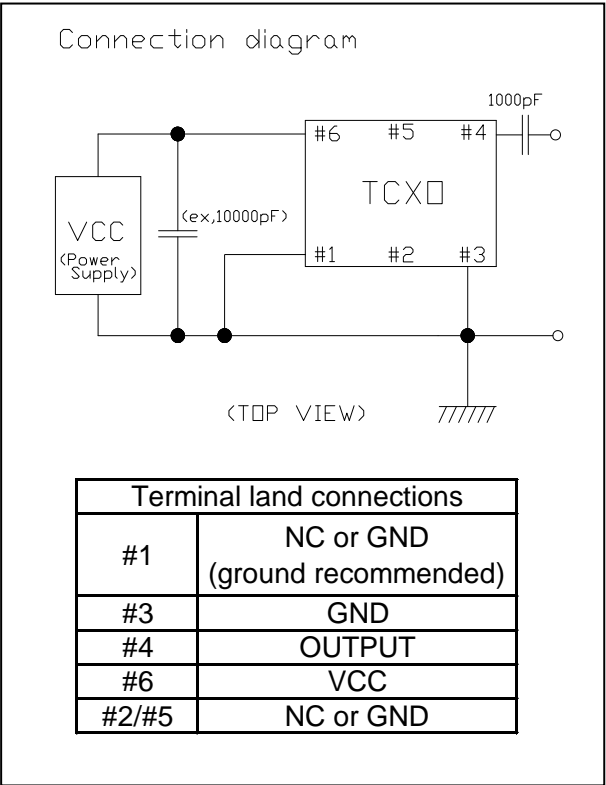 Connection diagram
1000pF
#6 #5 #4
TCXO
VCC
(Power
Supply)
(ex,10000pF)
#1 #2 #3
(TOP VIEW)
Terminal land connections
#1 NC or GND
(ground recommended)
#3 GND
#4 OUTPUT
#6 VCC
#2/#5 NC or GND